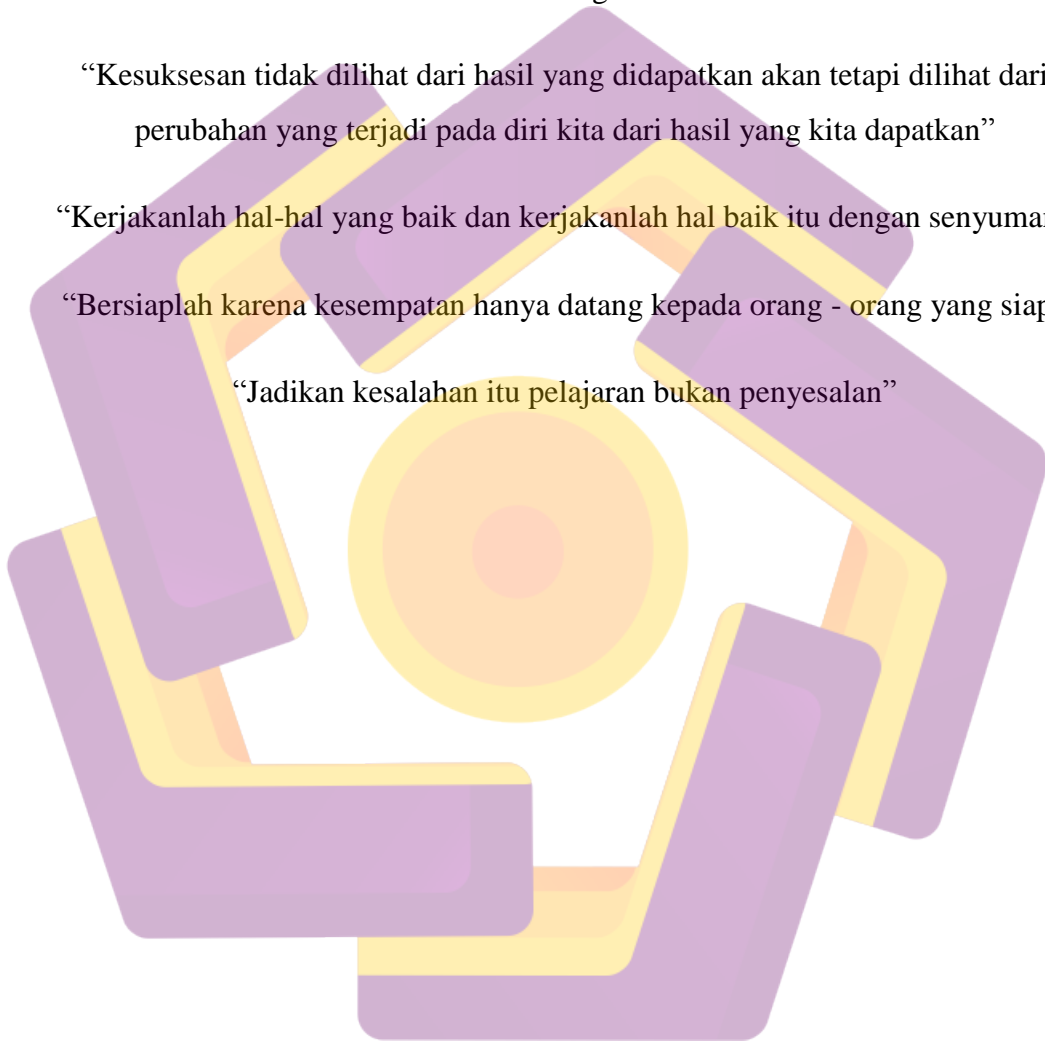 “Kesuksesan tidak dilihat dari hasil yang didapatkan akan tetapi dilihat dari
perubahan yang terjadi pada diri kita dari hasil yang kita dapatkan”
“Kerjakanlah hal-hal yang baik dan kerjakanlah hal baik itu dengan senyuman
“Bersiaplah karena kesempatan hanya datang kepada orang - orang yang siap
“Jadikan kesalahan itu pelajaran bukan penyesalan”